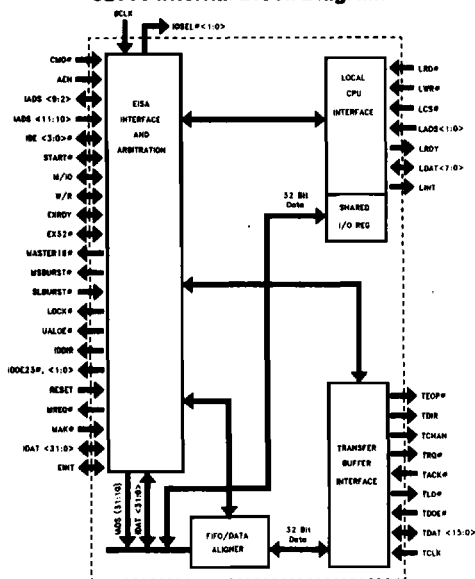 BCLK
IOSEL#<1:0>
CMD#
AEN
IADS <9:2>
IADS <11:10>
IBE <3:0>#
START#
M/IO
W/R
EXRDY
EX32#
MASTER16#
MSBURST#
SLBURST#
LOCK#
UALOE#
IDDIR
IDOE23#, <1:0>
RESET
MREQ#
MAK#
IDAT <31:0>
EINT
EISA
INTERFACE
AND
ARBITRATION
LOCAL
CPU
INTERFACE
SHARED
I/O REG
32 Bit
Data
LRD#
LWR#
LCS#
LADS<1:0>
LRDY
LDAT<7:0>
LINT
TRANSFER
BUFFER
INTERFACE
TEOP#
TDIR
TCHAN
TRQ#
TACK#
TLD#
TDOE#
TDAT <15:0>
TCLK
IADS (31:10)
IDAT <31:0>
FIFO/DATA
ALIGNER
32 Bit
Data